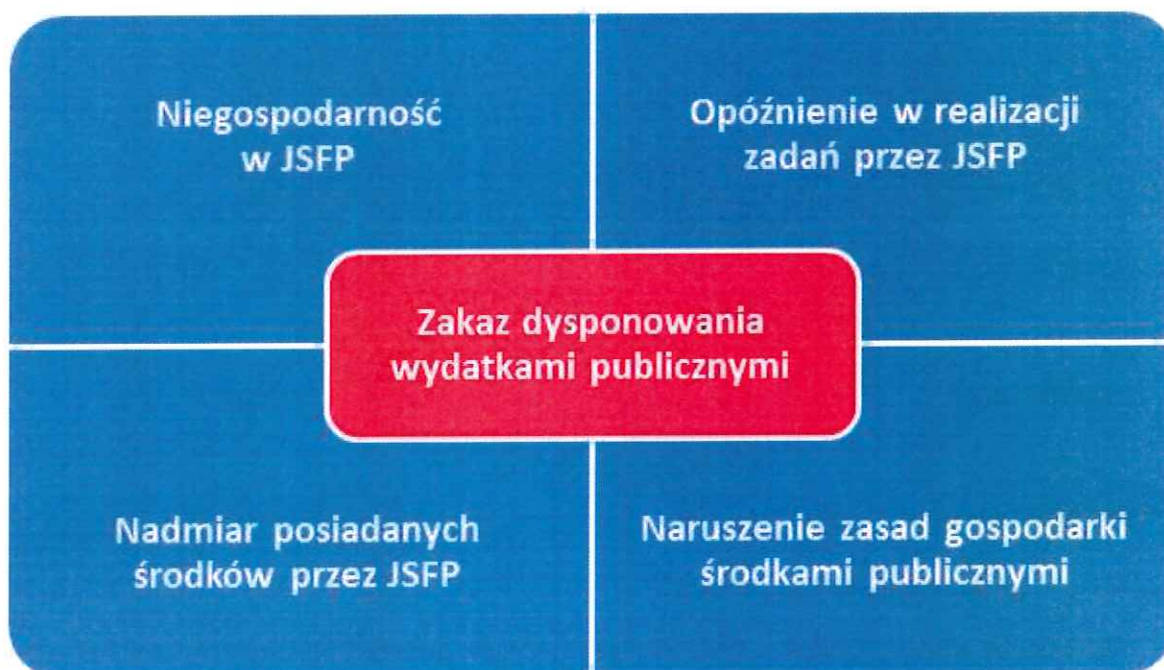 Niegospodarność
w JSFP
Opóźnienie w realizacji
zadań przez JSFP
Zakaz dysponowania
wydatkami publicznymi
Nadmiar posiadanych
środków przez JSFP
Naruszenie zasad gospodarki
środkami publicznymi